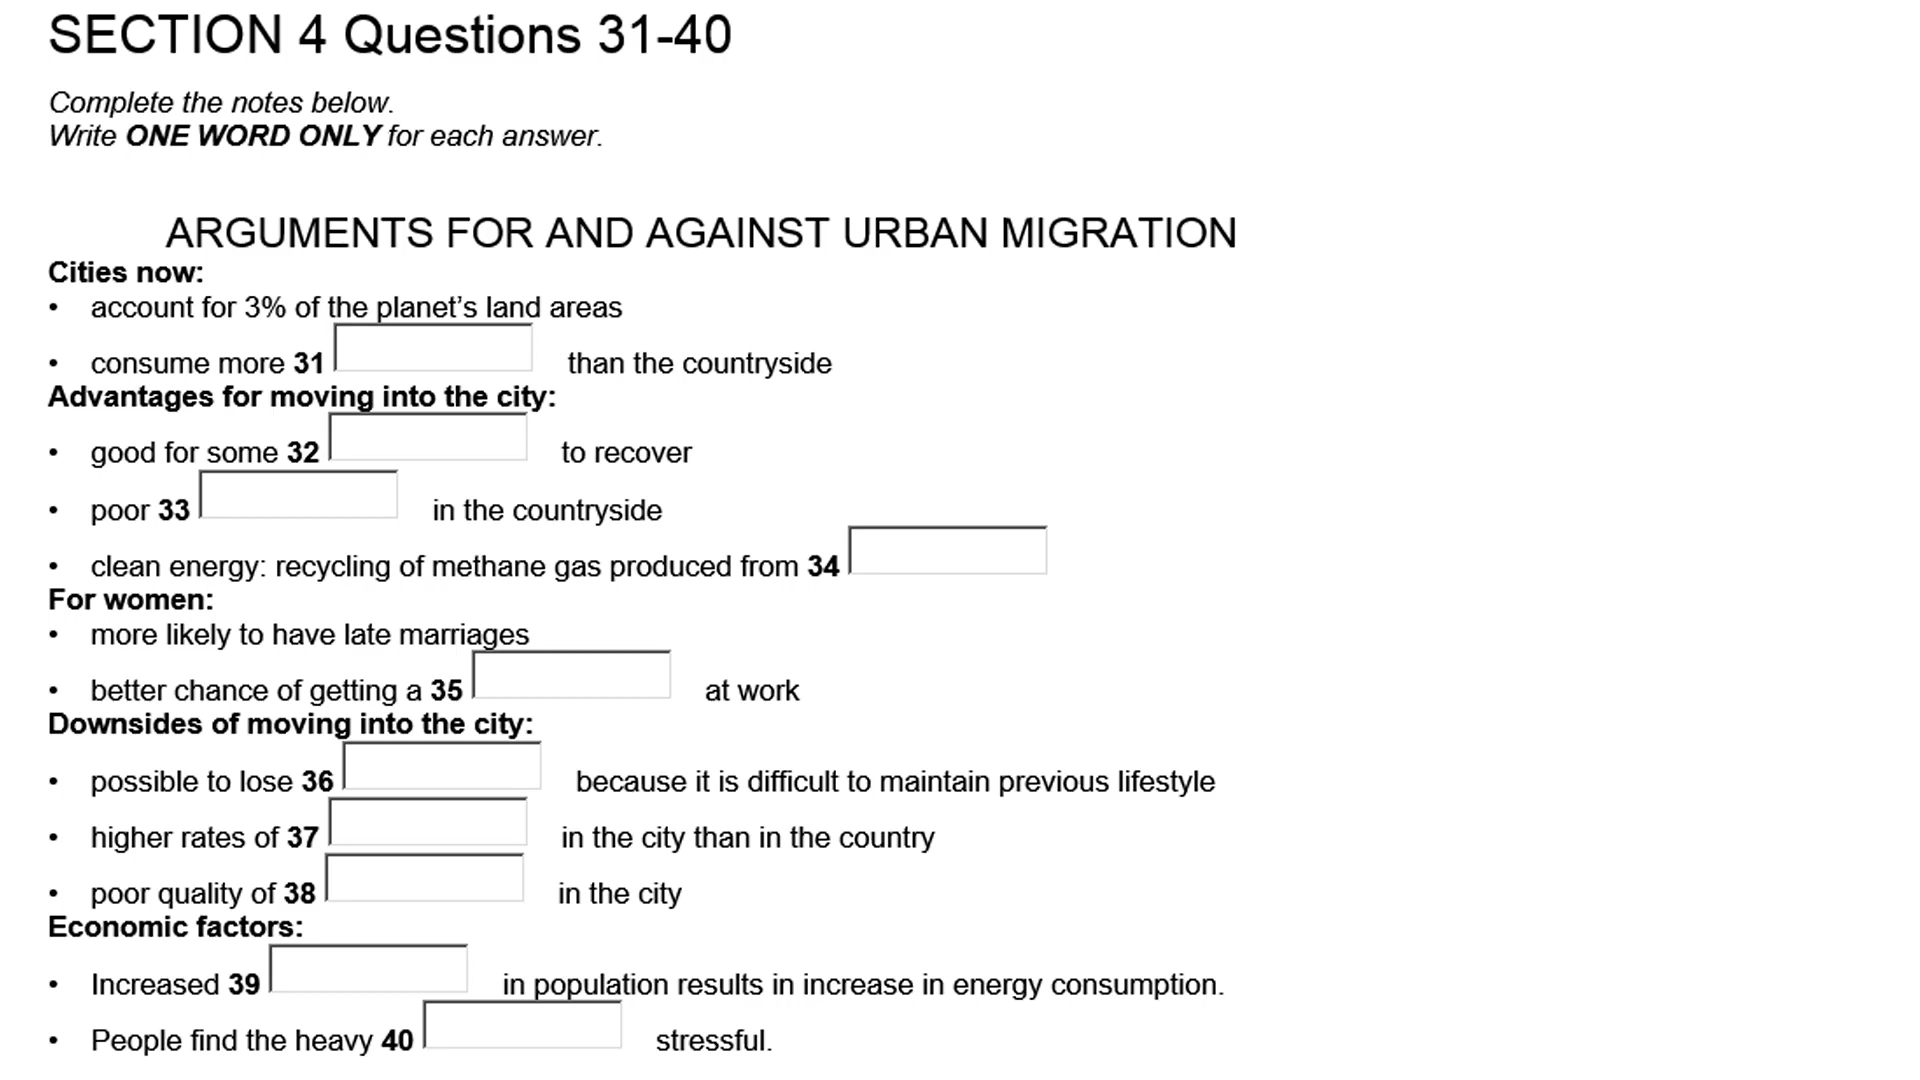 SECTION 4 Questions 31-40
Complete the notes below.
Write ONE WORD ONLY for each answer.
ARGUMENTS FOR AND AGAINST URBAN MIGRATION
Cities now:
• account for 3% of the planet’s land areas
• consume more 31 than the countryside
Advantages for moving into the city:
• good for some 32 to recover
• poor 33 in the countryside
• clean energy: recycling of methane gas produced from 34
For women:
• more likely to have late marriages
• better chance of getting a 35 at work
Downsides of moving into the city:
• possible to lose 36 because it is difficult to maintain previous lifestyle
• higher rates of 37 in the city than in the country
• poor quality of 38 in the city
Economic factors:
• Increased 39 in population results in increase in energy consumption.
• People find the heavy 40 stressful.